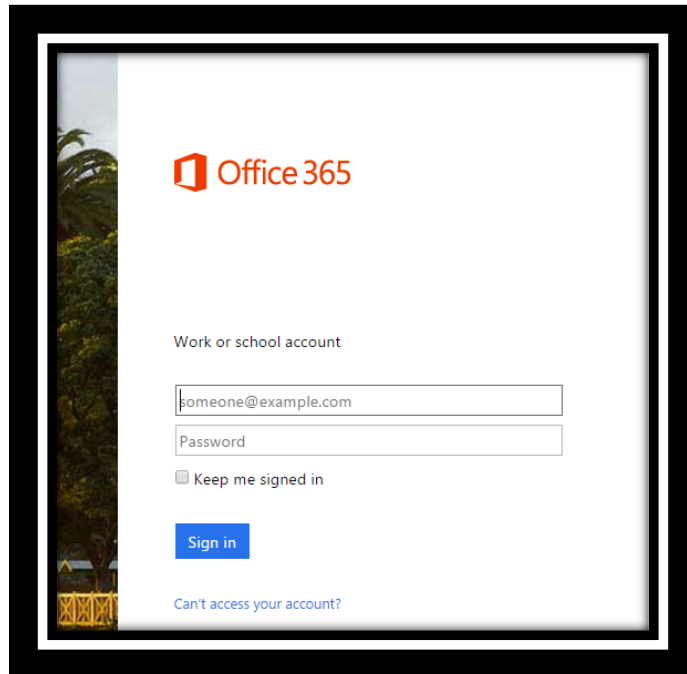 Office 365
Work or school account
someone@example.com
Password
Keep me signed in
Sign in
Can't access your account?